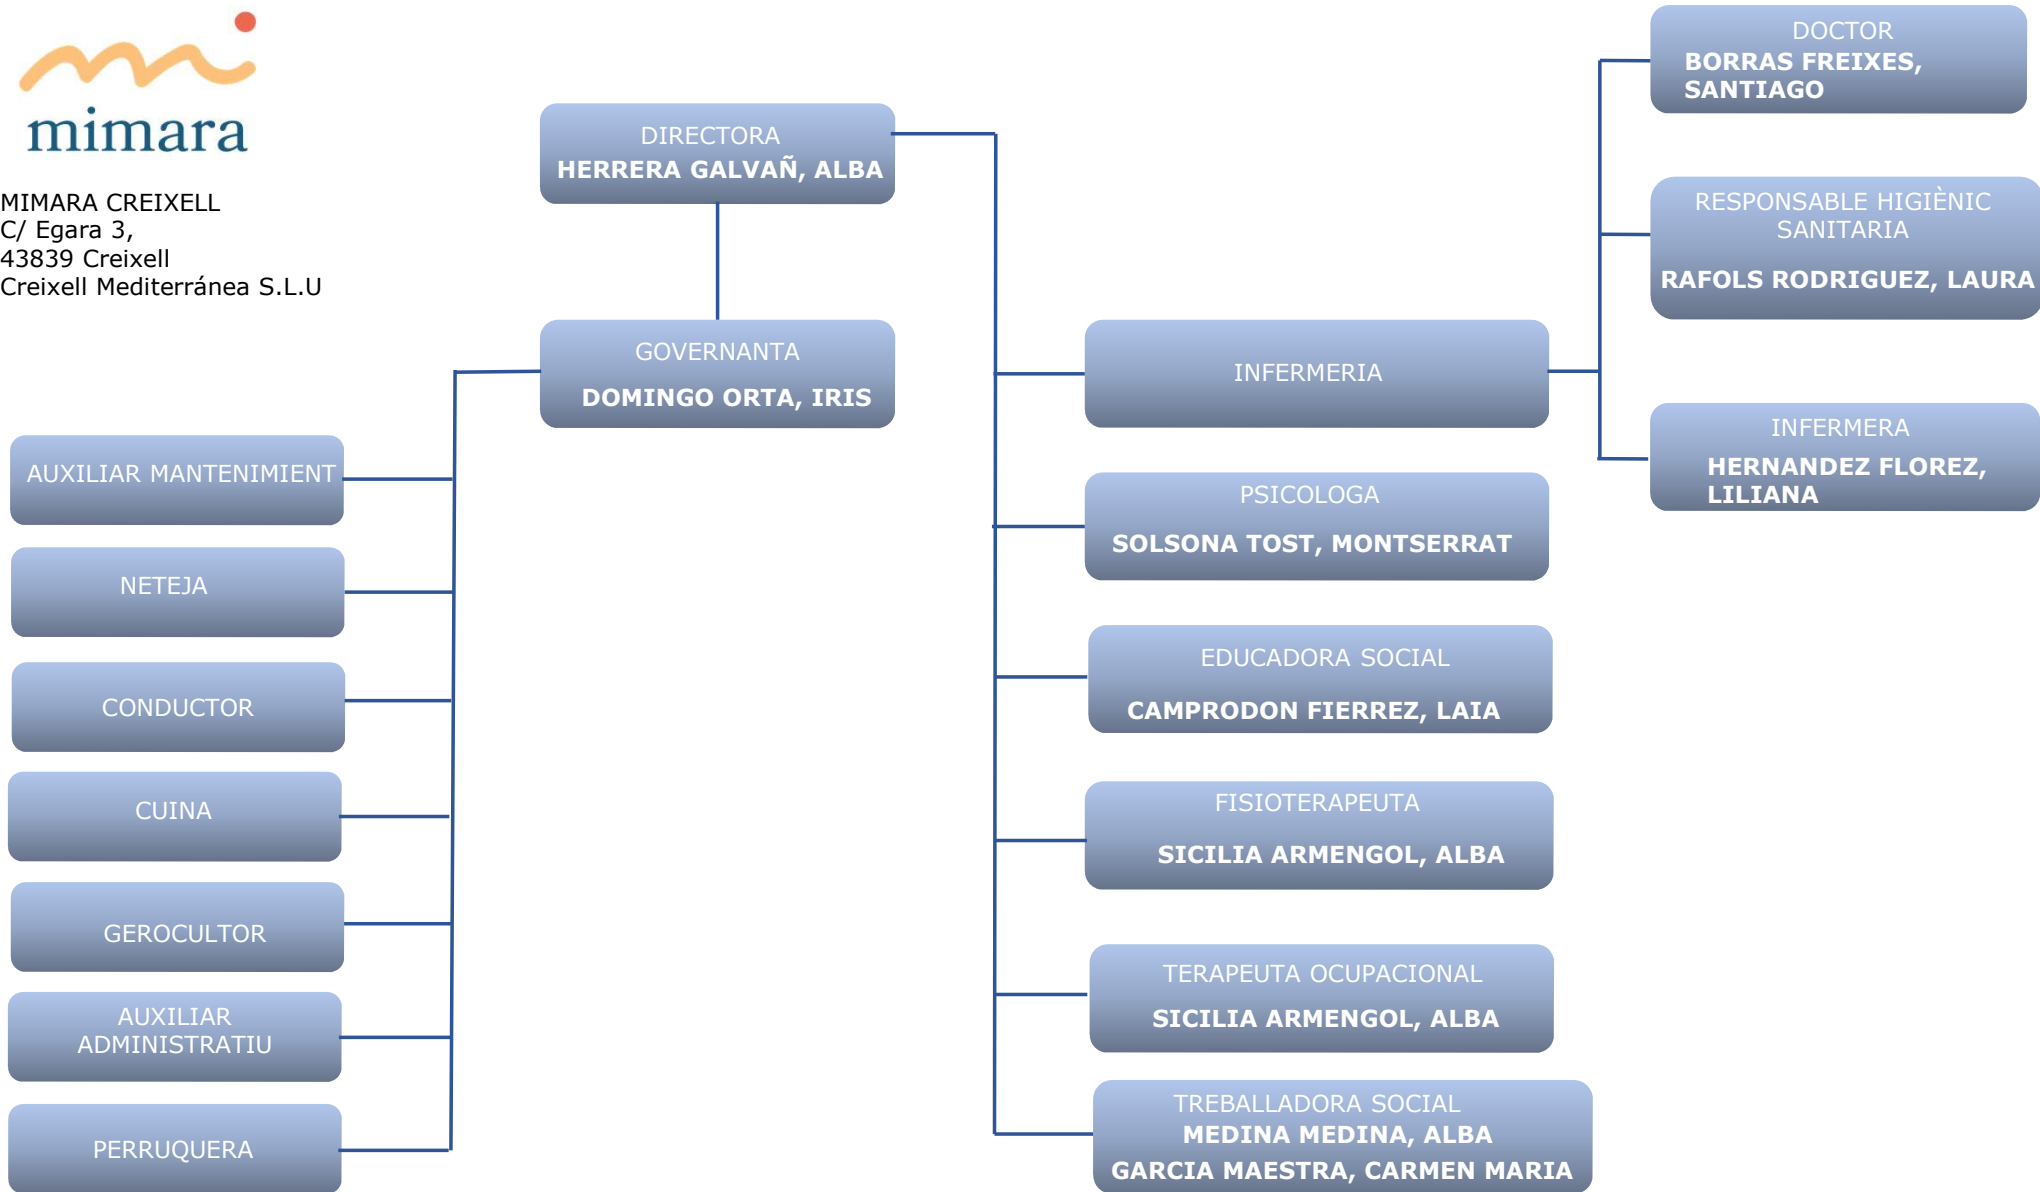 mimara
MIMARA CREIXELL
C/ Egara 3,
43839 Creixell
Creixell Mediterránea S.L.U
DIRECTORA
HERRERA GALVAÑ, ALBA
GOVERNANTA
DOMINGO ORTA, IRIS
AUXILIAR MANTENIMIENT
NETEJA
CONDUCTOR
CUINA
GEROCULTOR
AUXILIAR
ADMINISTRATIU
PERRUQUERA
INFERMERIA
PSICOLOGA
SOLSONA TOST, MONTSERRAT
EDUCADORA SOCIAL
CAMPRODON FIERREZ, LAIA
FISIOTERAPEUTA
SICILIA ARMENGOL, ALBA
TERAPEUTA OCUPACIONAL
SICILIA ARMENGOL, ALBA
TREBALLADORA SOCIAL
MEDINA MEDINA, ALBA
GARCIA MAESTRA, CARMEN MARIA
DOCTOR
BORRAS FREIXES,
SANTIAGO
RESPONSABLE HIGIÈNIC
SANITARIA
RAFOLS RODRIGUEZ, LAURA
INFERMERA
HERNANDEZ FLOREZ,
LILIANA